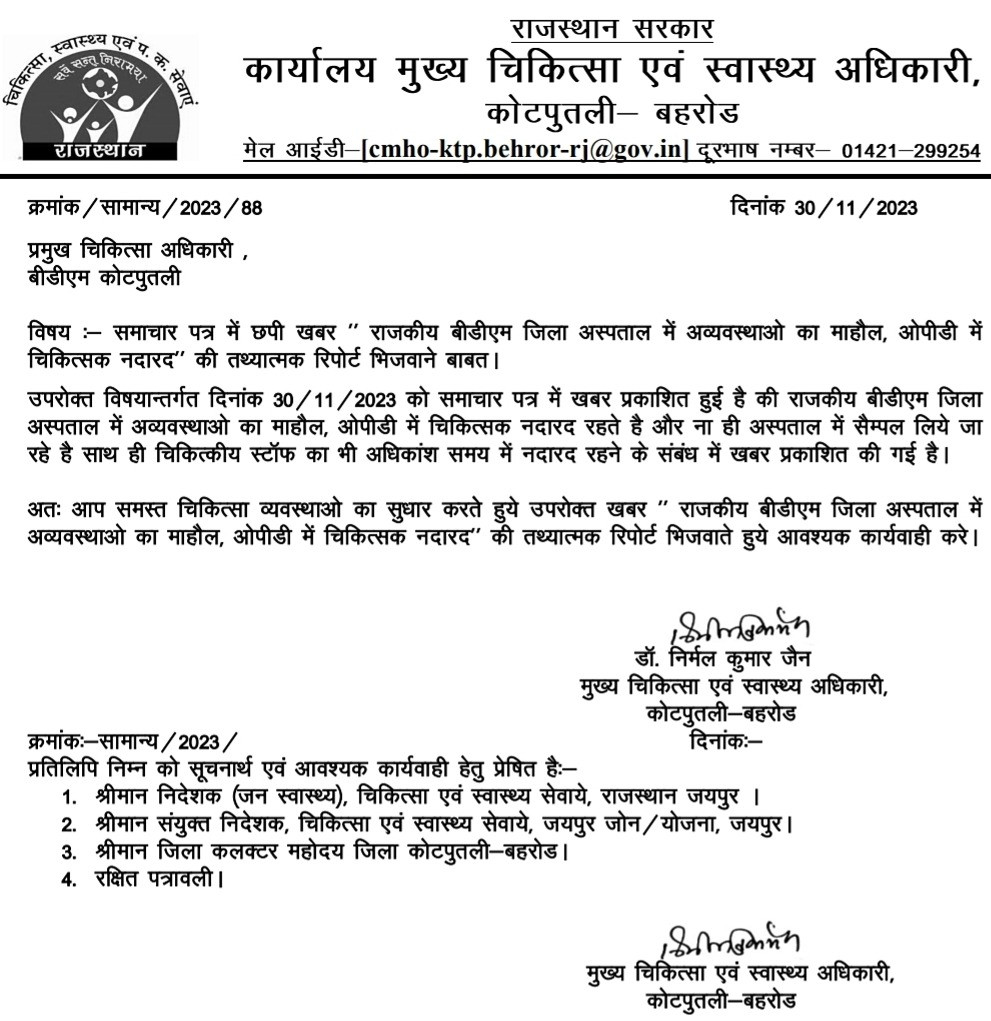 चिकित्सा, स्वास्थ्य एवं प. क. सेवाएं
सर्वे सन्तु निरामया
राजस्थान
राजस्थान सरकार
कार्यालय मुख्य चिकित्सा एवं स्वास्थ्य अधिकारी,
कोटपुतली– बहरोड
मेल आईडी–[cmho-ktp.behror-rj@gov.in] दूरभाष नम्बर– 01421–299254
क्रमांक/सामान्य/2023/88 दिनांक 30/11/2023
प्रमुख चिकित्सा अधिकारी ,
बीडीएम कोटपुतली
विषय :– समाचार पत्र में छपी खबर " राजकीय बीडीएम जिला अस्पताल में अव्यवस्थाओ का माहौल, ओपीडी में
चिकित्सक नदारद" की तथ्यात्मक रिपोर्ट भिजवाने बाबत।
उपरोक्त विषयान्तर्गत दिनांक 30/11/2023 को समाचार पत्र में खबर प्रकाशित हुई है की राजकीय बीडीएम जिला
अस्पताल में अव्यवस्थाओ का माहौल, ओपीडी में चिकित्सक नदारद रहते है और ना ही अस्पताल में सैम्पल लिये जा
रहे है साथ ही चिकित्कीय स्टॉफ का भी अधिकांश समय में नदारद रहने के संबंध में खबर प्रकाशित की गई है।
अतः आप समस्त चिकित्सा व्यवस्थाओ का सुधार करते हुये उपरोक्त खबर " राजकीय बीडीएम जिला अस्पताल में
अव्यवस्थाओ का माहौल, ओपीडी में चिकित्सक नदारद" की तथ्यात्मक रिपोर्ट भिजवाते हुये आवश्यक कार्यवाही करे।
डॉ. निर्मल कुमार जैन
मुख्य चिकित्सा एवं स्वास्थ्य अधिकारी,
कोटपुतली–बहरोड
क्रमांकः–सामान्य/2023/ दिनांकः–
प्रतिलिपि निम्न को सूचनार्थ एवं आवश्यक कार्यवाही हेतु प्रेषित हैः–
1. श्रीमान निदेशक (जन स्वास्थ्य), चिकित्सा एवं स्वास्थ्य सेवाये, राजस्थान जयपुर ।
2. श्रीमान संयुक्त निदेशक, चिकित्सा एवं स्वास्थ्य सेवाये, जयपुर जोन/योजना, जयपुर।
3. श्रीमान जिला कलक्टर महोदय जिला कोटपुतली–बहरोड।
4. रक्षित पत्रावली।
मुख्य चिकित्सा एवं स्वास्थ्य अधिकारी,
कोटपुतली–बहरोड